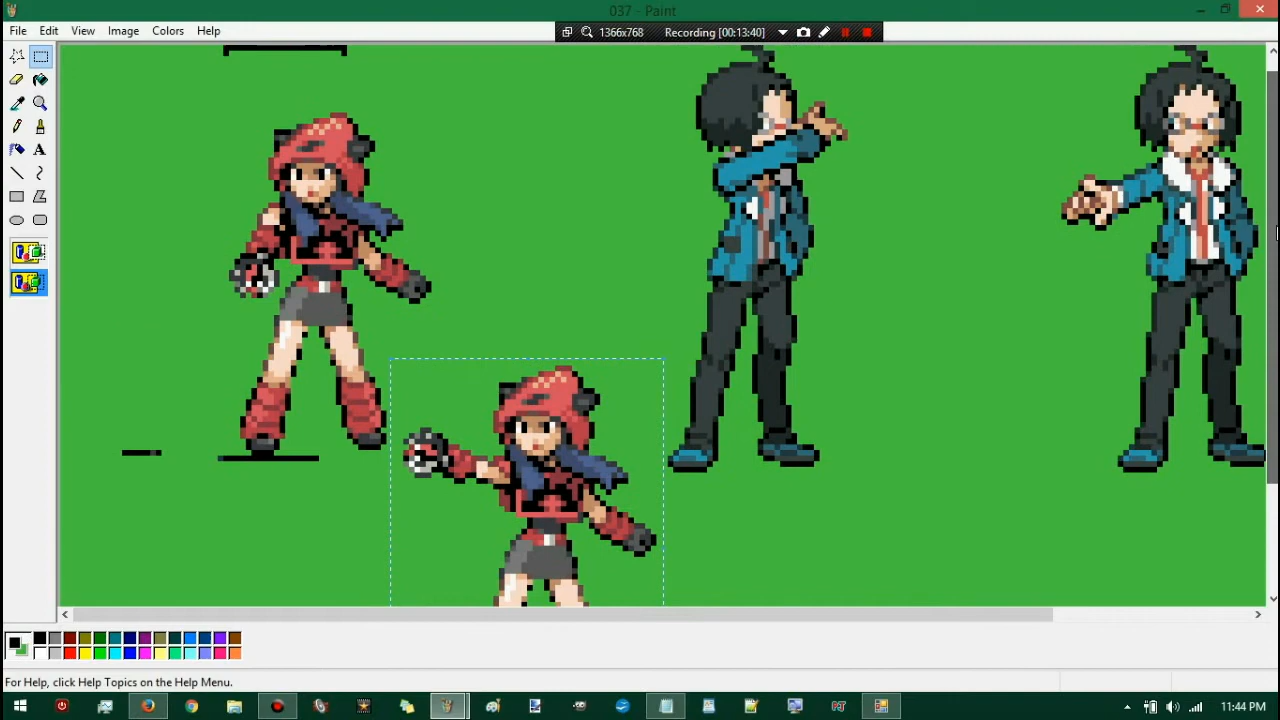 037 - Paint
File Edit View Image Colors Help
1366x768 Recording [00:13:40]
For Help, click Help Topics on the Help Menu.
11:44 PM